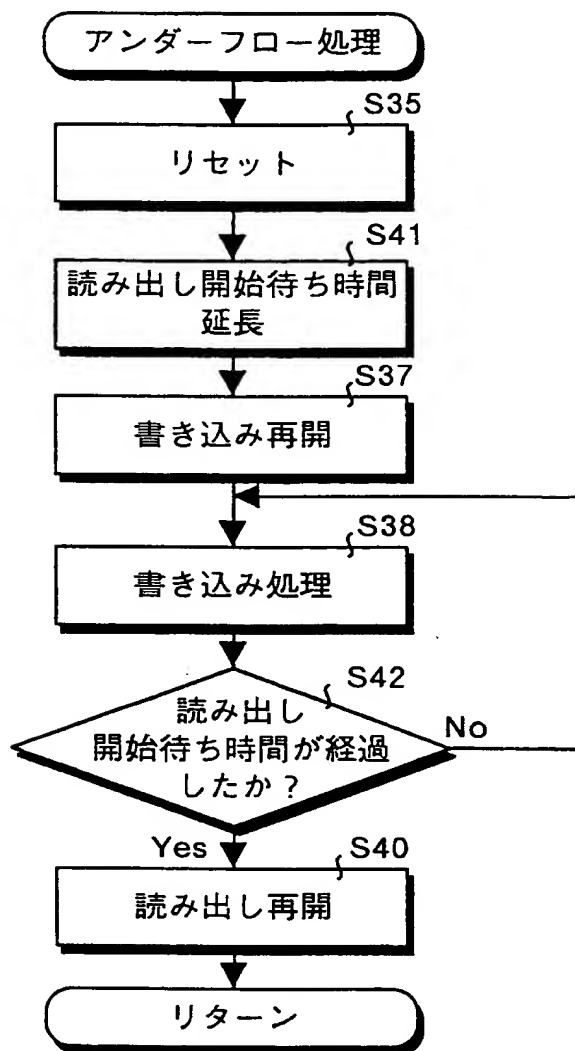 アンダーフロー処理
S35
リセット
S41
読み出し開始待ち時間
延長
S37
書き込み再開
S38
書き込み処理
S42
読み出し
開始待ち時間が経過
したか？
No
Yes
S40
読み出し再開
リターン